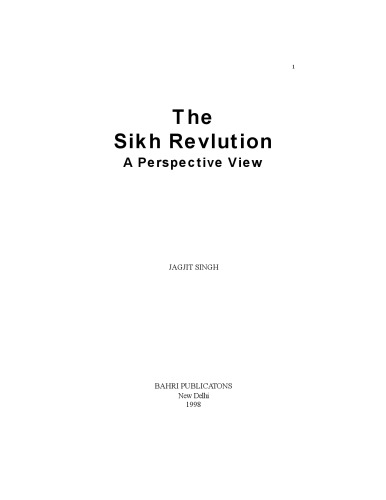 1
The
Sikh Revlution
A Perspective View
JAGJIT SINGH
BAHRI PUBLICATONS
New Delhi
1998